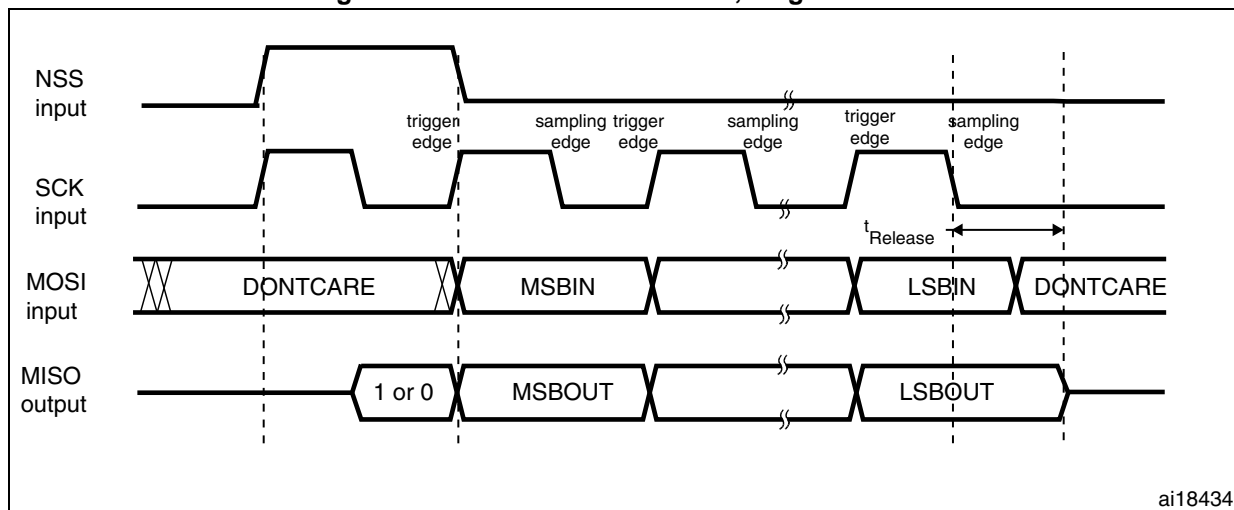 NSS
input
trigger
edge
sampling
edge
trigger
edge
sampling
edge
trigger
edge
sampling
edge
SCK
input
tRelease
MOSI
input
DONTCARE
MSBIN
LSBIN
DONTCARE
MISO
output
1 or 0
MSBOUT
LSBOUT
ai18434